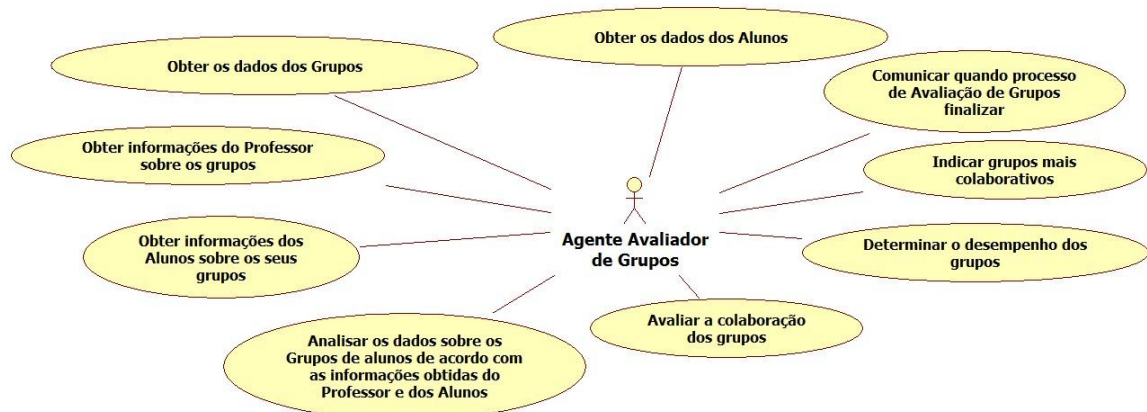 Obter os dados dos Grupos
Obter os dados dos Alunos
Comunicar quando processo
de Avaliação de Grupos
finalizar
Obter informações do Professor
sobre os grupos
Indicar grupos mais
colaborativos
Obter informações dos
Alunos sobre os seus
grupos
Agente Avaliador
de Grupos
Determinar o desempenho dos
grupos
Analisar os dados sobre os
Grupos de alunos de acordo com
as informações obtidas do
Professor e dos Alunos
Avaliar a colaboração
dos grupos